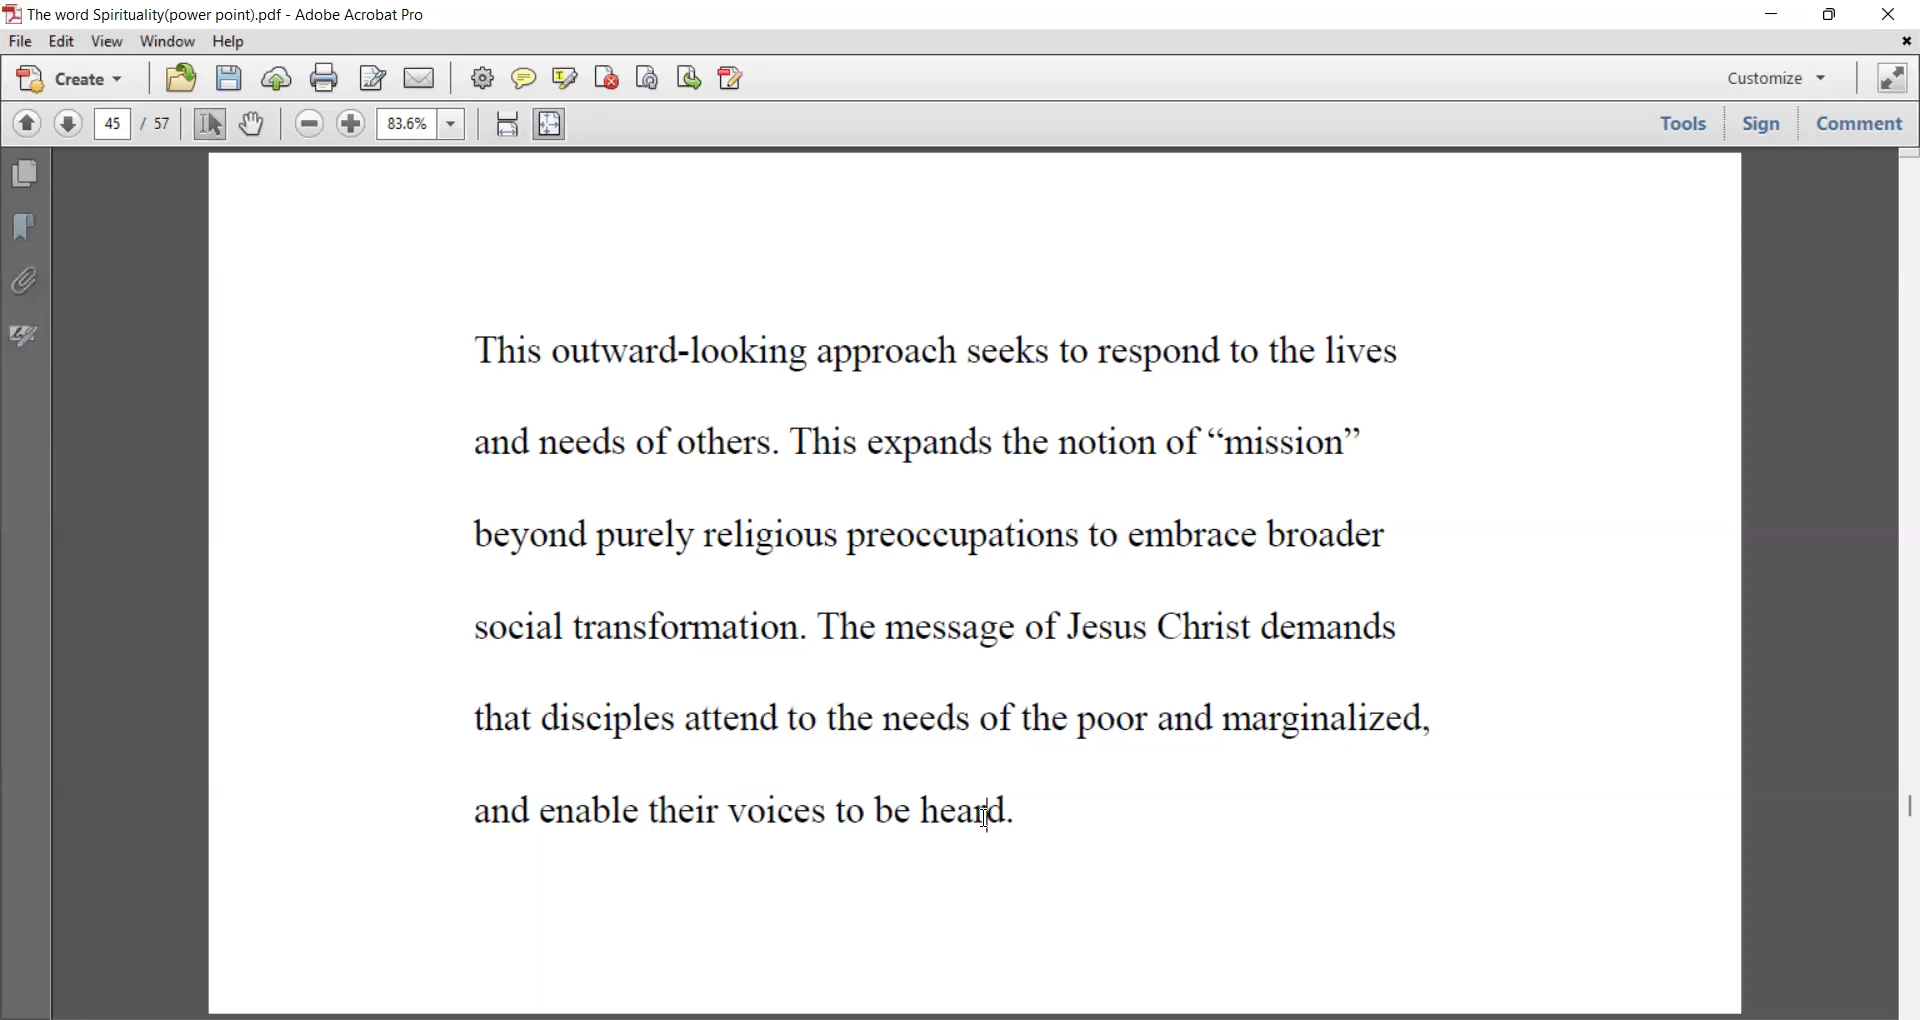 The word Spirituality(power point).pdf - Adobe Acrobat Pro
File Edit View Window Help
Create Customize
45 / 57 83.6% Tools Sign Comment
This outward-looking approach seeks to respond to the lives
and needs of others. This expands the notion of “mission”
beyond purely religious preoccupations to embrace broader
social transformation. The message of Jesus Christ demands
that disciples attend to the needs of the poor and marginalized,
and enable their voices to be heard.